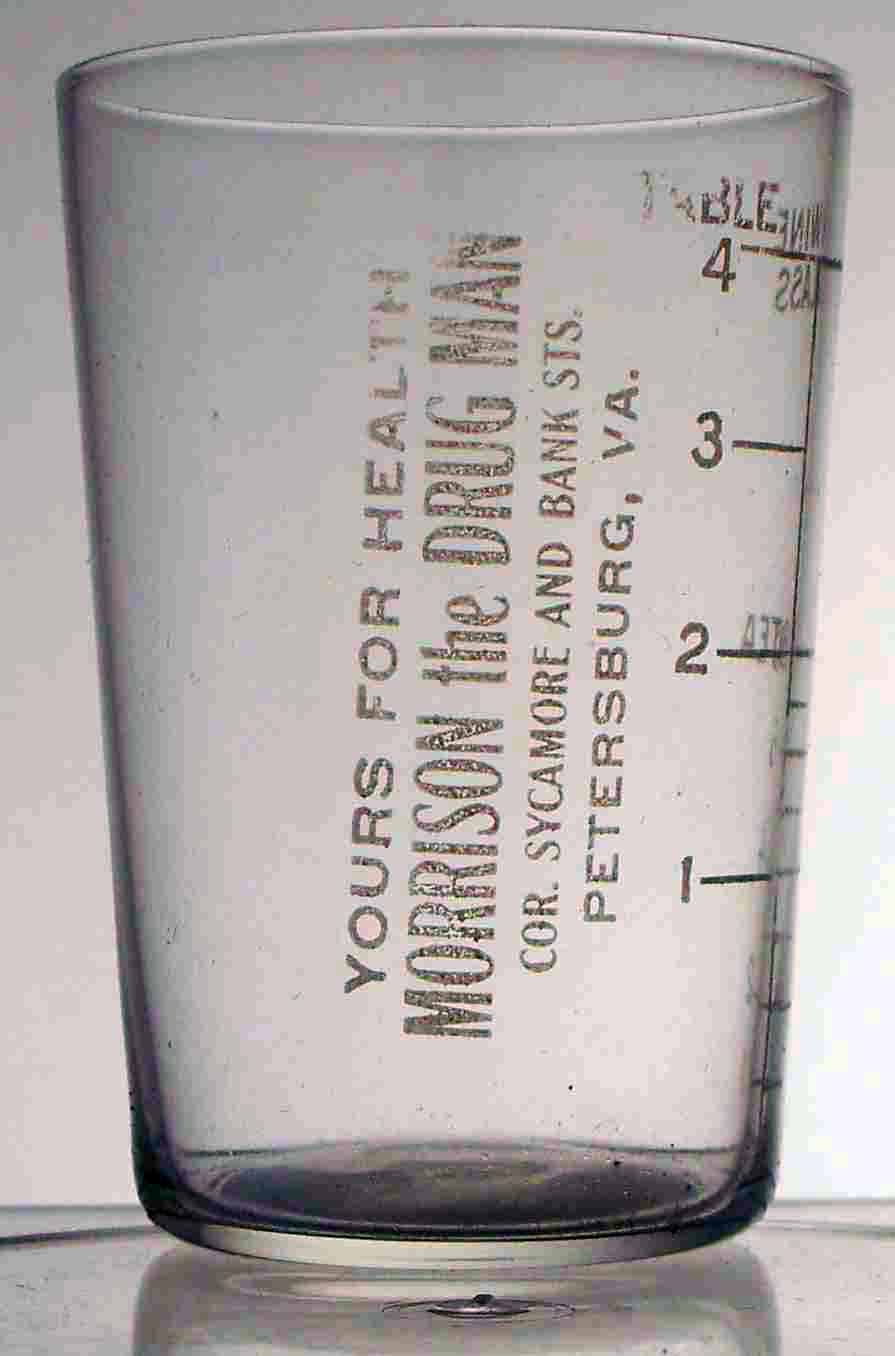 YOURS FOR HEALTH
MORRISON the DRUG MAN
COR. SYCAMORE AND BANK STS.
PETERSBURG, VA.
TABLE
4
3
2
1